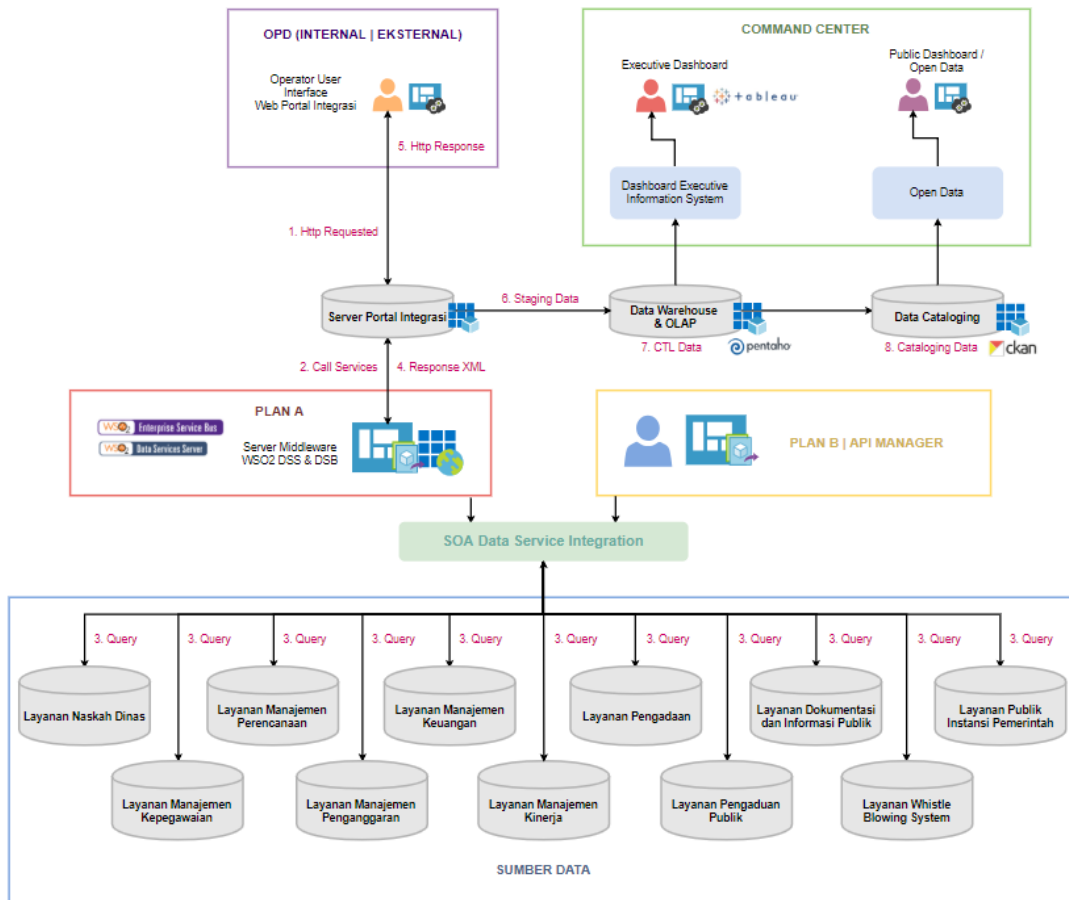 OPD (INTERNAL | EKSTERNAL)
Operator User
Interface
Web Portal Integrasi
5. Http Response
1. Http Requested
COMMAND CENTER
Executive Dashboard
+ a b l e a u
Public Dashboard /
Open Data
Dashboard Executive
Information System
Open Data
Server Portal Integrasi
6. Staging Data
Data Warehouse
& OLAP
7. CTL Data
pentaho
Data Cataloging
8. Cataloging Data
ckan
2. Call Services
4. Response XML
PLAN A
WSO2 Enterprise Service Bus
WSO2 Data Services Server
Server Middleware
WSO2 DSS & DSB
PLAN B | API MANAGER
SOA Data Service Integration
3. Query
3. Query
3. Query
3. Query
3. Query
3. Query
3. Query
3. Query
3. Query
3. Query
3. Query
Layanan Naskah Dinas
Layanan Manajemen
Perencanaan
Layanan Manajemen
Keuangan
Layanan Pengadaan
Layanan Dokumentasi
dan Informasi Publik
Layanan Publik
Instansi Pemerintah
Layanan Manajemen
Kepegawaian
Layanan Manajemen
Penganggaran
Layanan Manajemen
Kinerja
Layanan Pengaduan
Publik
Layanan Whistle
Blowing System
SUMBER DATA